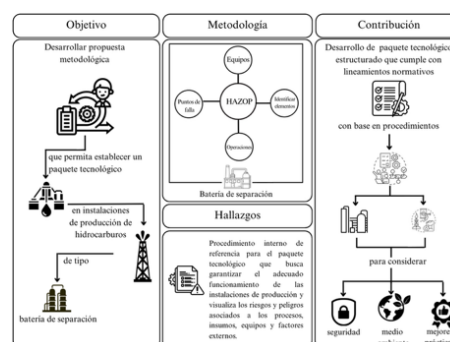 Objetivo
Desarrollar propuesta
metodológica
que permita establecer un
paquete tecnológico
en instalaciones
de producción de
hidrocarburos
de tipo
batería de separación
Metodología
Equipos
Puntos de
falla
HAZOP
Identificar
elementos
Operaciones
Batería de separación
Hallazgos
Procedimiento interno de
referencia para el paquete
tecnológico que busca
garantizar el adecuado
funcionamiento de las
instalaciones de producción y
visualiza los riesgos y peligros
asociados a los procesos,
insumos, equipos y factores
externos.
Contribución
Desarrollo de paquete tecnológico
estructurado que cumple con
lineamientos normativos
con base en procedimientos
para considerar
seguridad
medio
mejores